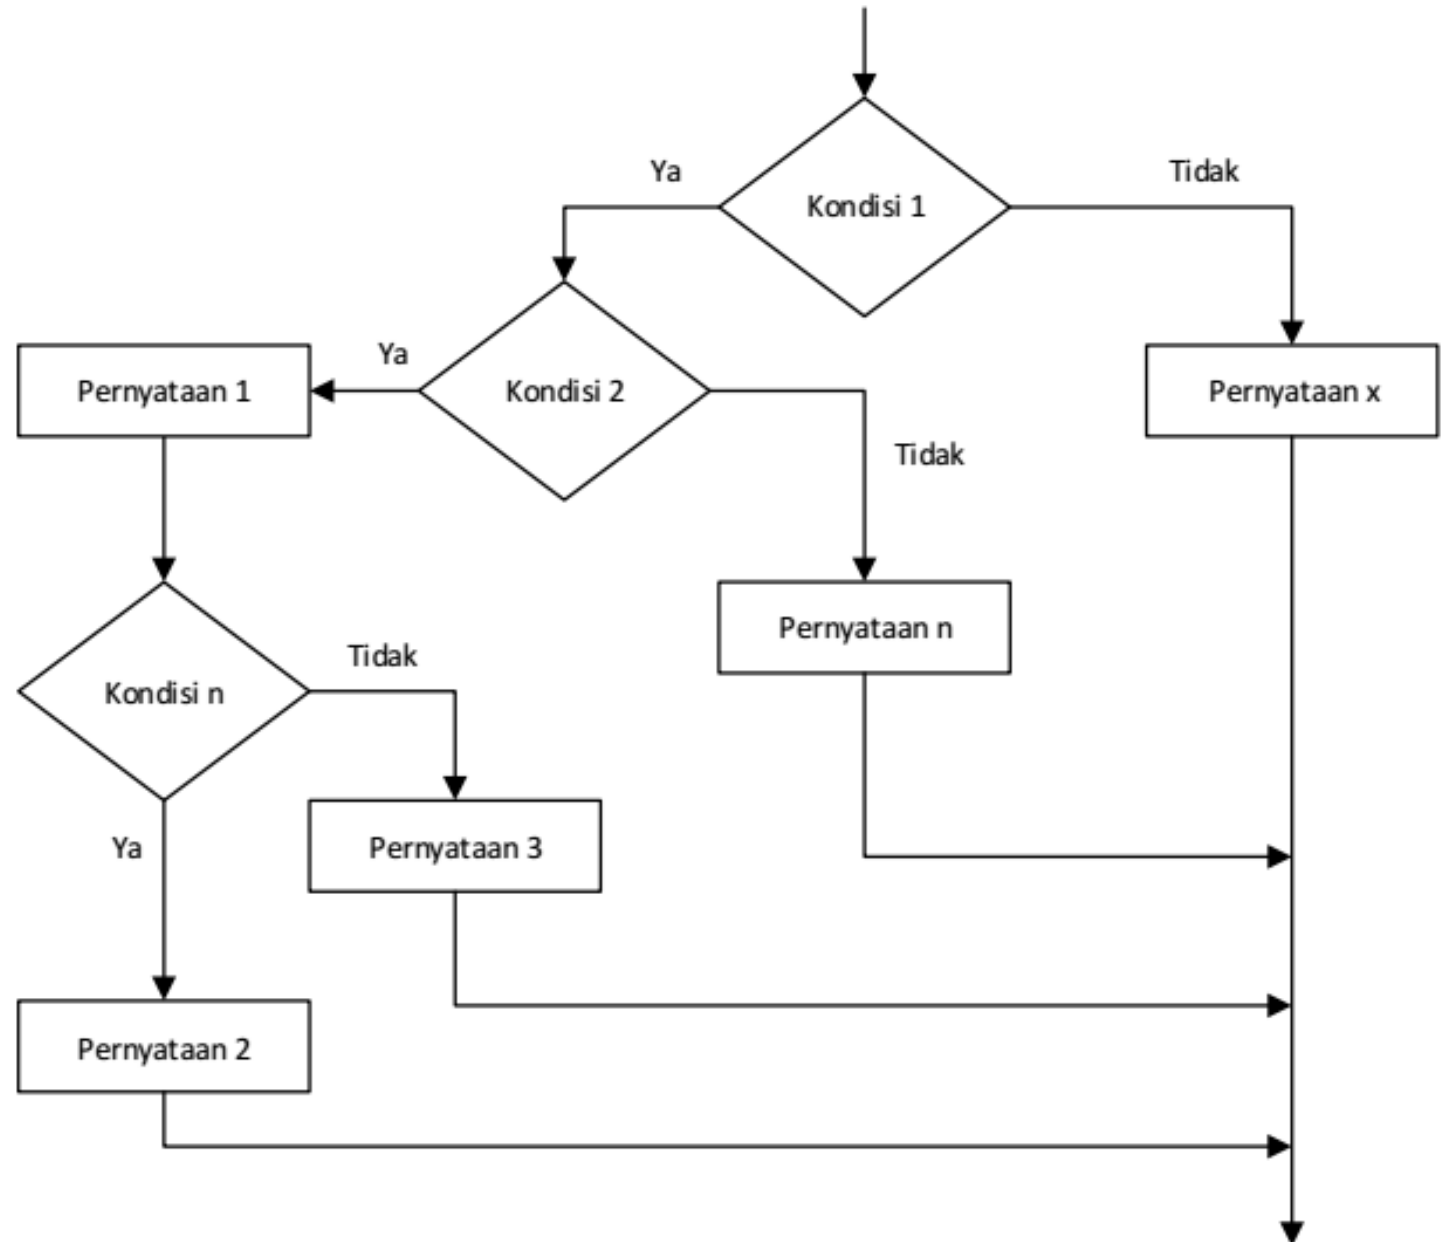 Ya
Tidak
Kondisi 1
Ya
Pernyataan 1
Kondisi 2
Pernyataan x
Tidak
Pernyataan n
Tidak
Kondisi n
Ya
Pernyataan 3
Pernyataan 2